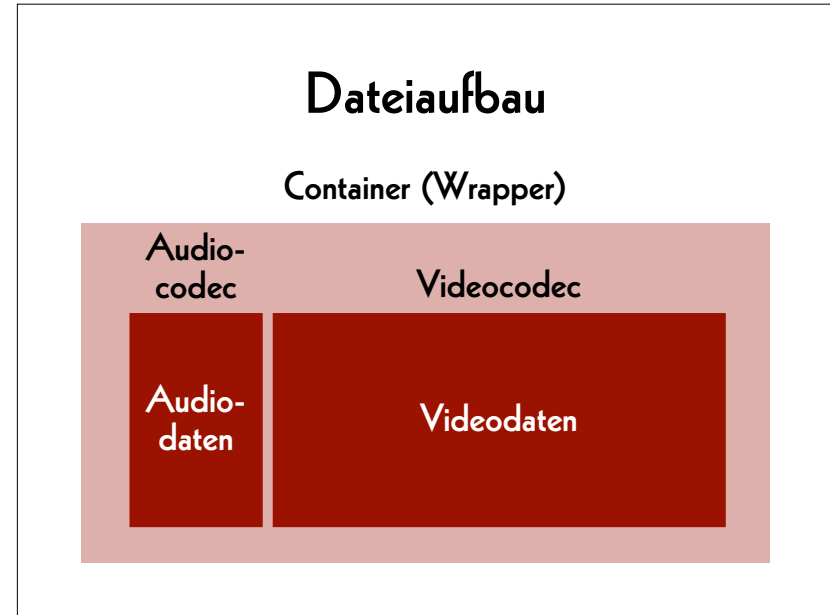 Dateiaufbau
Container (Wrapper)
Audio-
codec
Videocodec
Audio-
daten
Videodaten